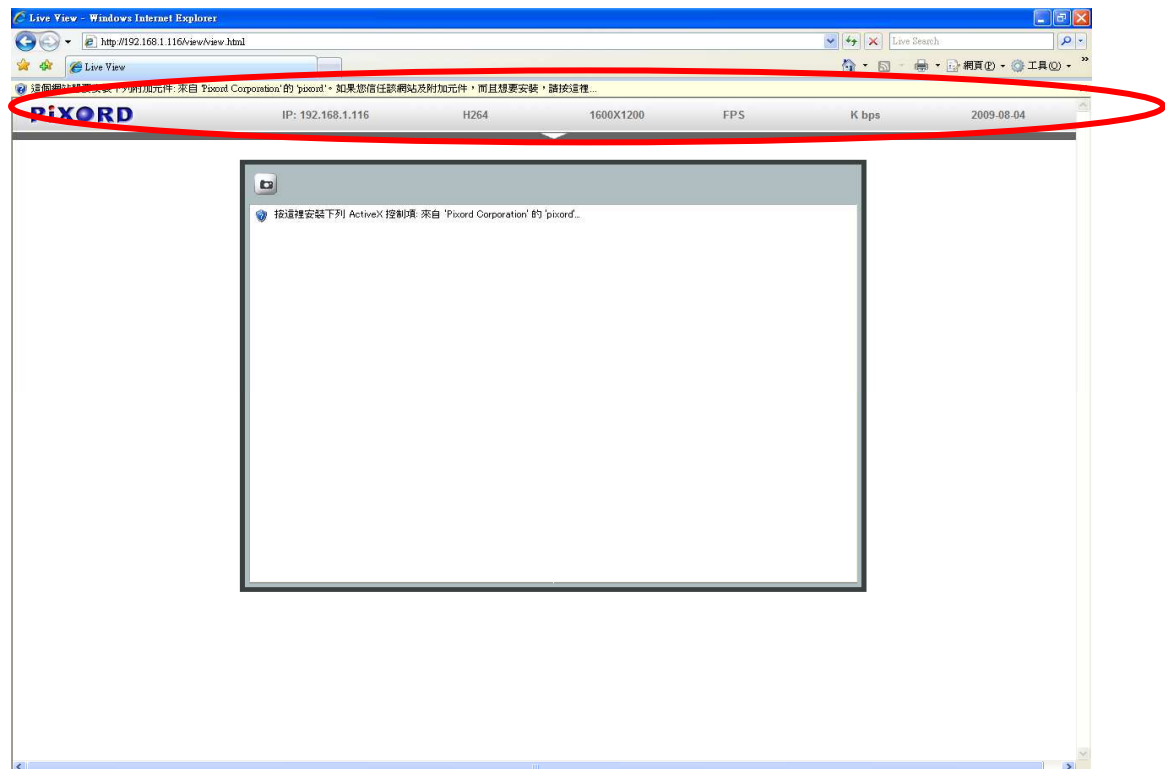 Live View - Windows Internet Explorer
http://192.168.1.116/view/view.html
Live Search
Live View
網頁(P)
工具(O)
»
這個網站想要安裝下列附加元件: 來自 'Pixord Corporation' 的 'pixord'。如果您信任該網站及附加元件，而且想要安裝，請按這裡...
PiXORD IP: 192.168.1.116 H264 1600X1200 FPS K bps 2009-08-04
按這裡安裝下列 ActiveX 控制項: 來自 'Pixord Corporation' 的 'pixord'...